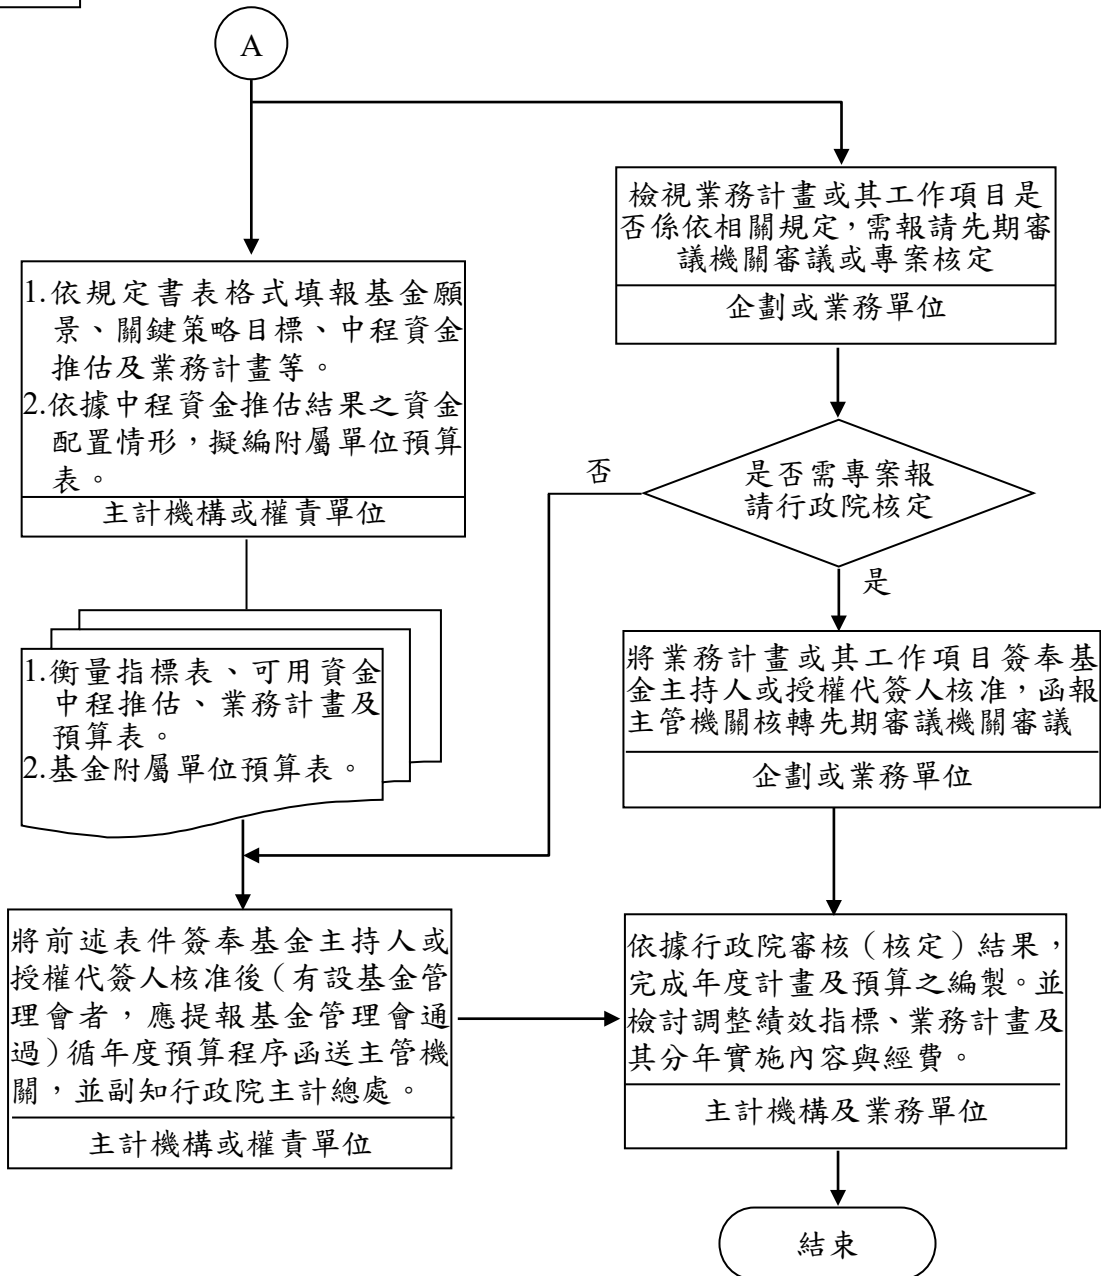 A
檢視業務計畫或其工作項目是
否係依相關規定，需報請先期審
議機關審議或專案核定
企劃或業務單位
1.依規定書表格式填報基金願
景、關鍵策略目標、中程資金
推估及業務計畫等。
2.依據中程資金推估結果之資金
配置情形，擬編附屬單位預算
表。
主計機構或權責單位
否
是否需專案報
請行政院核定
是
1.衡量指標表、可用資金
中程推估、業務計畫及
預算表。
2.基金附屬單位預算表。
將業務計畫或其工作項目簽奉基
金主持人或授權代簽人核准，函報
主管機關核轉先期審議機關審議
企劃或業務單位
將前述表件簽奉基金主持人或
授權代簽人核准後（有設基金管
理會者，應提報基金管理會通
過）循年度預算程序函送主管機
關，並副知行政院主計總處。
主計機構或權責單位
依據行政院審核（核定）結果，
完成年度計畫及預算之編製。並
檢討調整績效指標、業務計畫及
其分年實施內容與經費。
主計機構及業務單位
結束